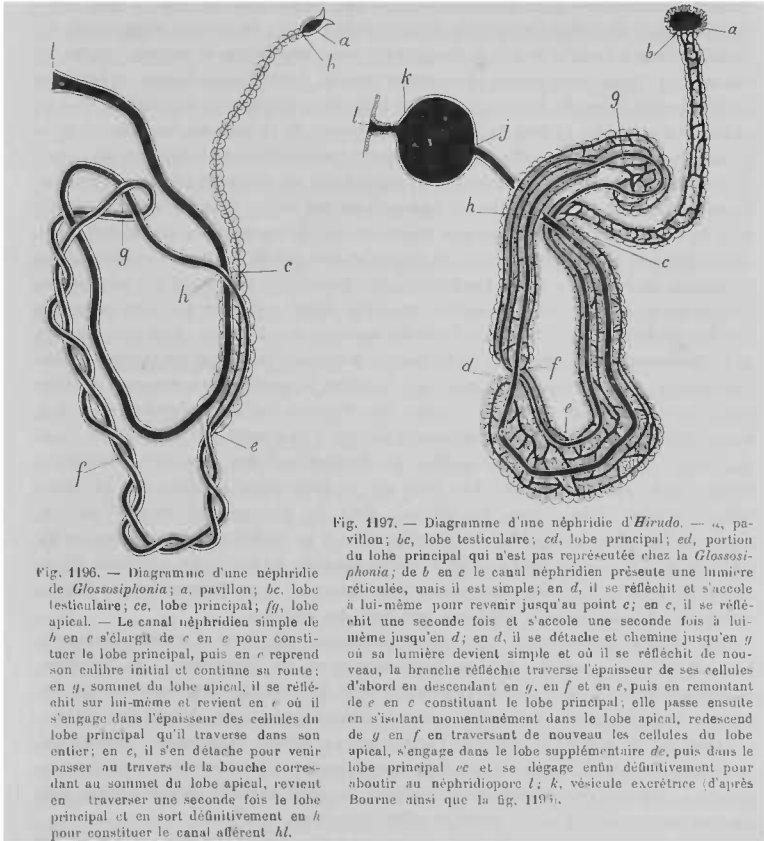 l
a
b
c
h
g
e
f
a
b
k
l
j
g
h
c
d
f
e
Fig. 1196. — Diagramme d'une néphridie
de Glossosiphonia; a, pavillon; bc, lobe
testiculaire; ce, lobe principal; fg, lobe
apical. — Le canal néphridien simple de
b en c s'élargit de c en e pour consti-
tuer le lobe principal, puis en e reprend
son calibre initial et continue sa route;
en g, sommet du lobe apical, il se réflé-
chit sur lui-même et revient en e où il
s'engage dans l'épaisseur des cellules du
lobe principal qu'il traverse dans son
entier; en c, il s'en détache pour venir
passer au travers de la bouche corres-
dant au sommet du lobe apical, revient
en traverser une seconde fois le lobe
principal et en sort définitivement en h
pour constituer le canal afférent hl.
Fig. 1197. — Diagramme d'une néphridie d'Hirudo. — a, pa-
villon; bc, lobe testiculaire; cd, lobe principal; ed, portion
du lobe principal qui n'est pas représentée chez la Glossosi-
phonia; de b en c le canal néphridien présente une lumière
réticulée, mais il est simple; en d, il se réfléchit et s'accole
à lui-même pour revenir jusqu'au point c; en c, il se réflé-
chit une seconde fois et s'accole une seconde fois à lui-
même jusqu'en d; en d, il se détache et chemine jusqu'en g
où sa lumière devient simple et où il se réfléchit de nou-
veau, la branche réfléchie traverse l'épaisseur de ses cellules
d'abord en descendant en g, en f et en e, puis en remontant
de e en c constituant le lobe principal; elle passe ensuite
en s'isolant momentanément dans le lobe apical, redescend
de g en f en traversant de nouveau les cellules du lobe
apical, s'engage dans le lobe supplémentaire de, puis dans le
lobe principal ec et se dégage enfin définitivement pour
aboutir au néphridiopore l; k, vésicule excrétrice (d'après
Bourne ainsi que la fig. 1196).